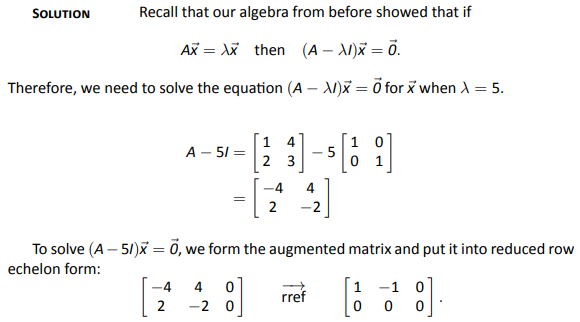 SOLUTION Recall that our algebra from before showed that if
Ax⃗ = λx⃗ then (A − λI)x⃗ = 0⃗.
Therefore, we need to solve the equation (A − λI)x⃗ = 0⃗ for x⃗ when λ = 5.
A − 5I = [1 4; 2 3] − 5 [1 0; 0 1]
= [−4 4; 2 −2]
To solve (A − 5I)x⃗ = 0⃗, we form the augmented matrix and put it into reduced row
echelon form:
[−4 4 0; 2 −2 0] →rref [1 −1 0; 0 0 0].